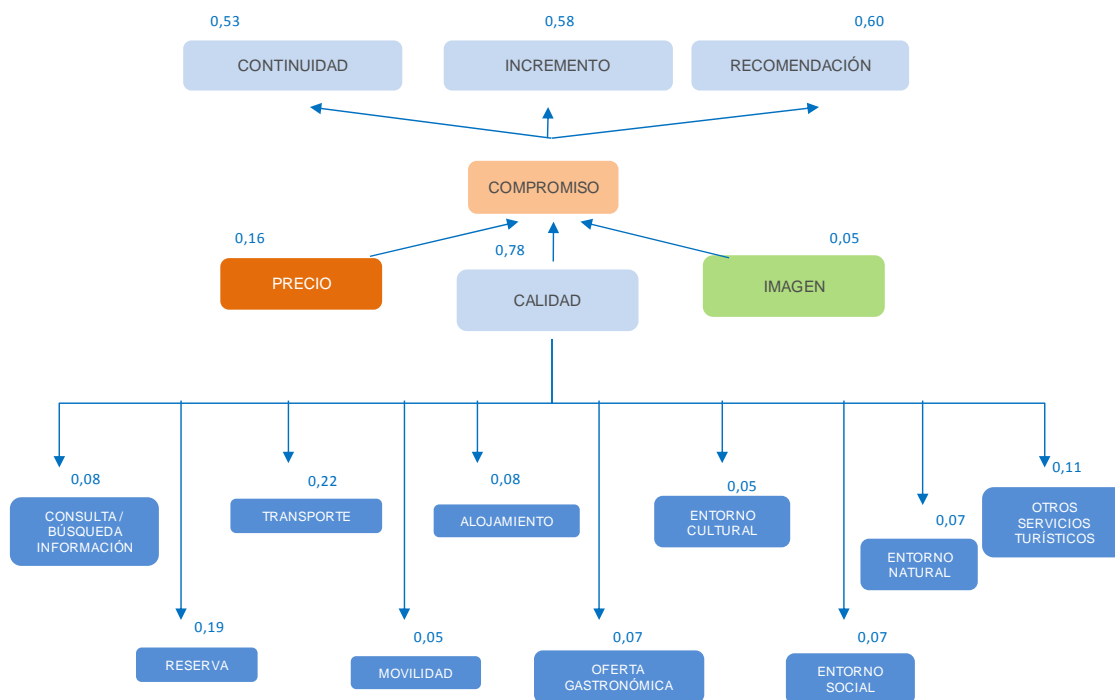 0,53
0,58
0,60
CONTINUIDAD
INCREMENTO
RECOMENDACIÓN
COMPROMISO
0,16
0,78
0,05
PRECIO
CALIDAD
IMAGEN
0,08
CONSULTA /
BÚSQUEDA
INFORMACIÓN
0,22
TRANSPORTE
0,08
ALOJAMIENTO
0,05
ENTORNO
CULTURAL
0,07
ENTORNO
NATURAL
0,11
OTROS
SERVICIOS
TURÍSTICOS
0,19
RESERVA
0,05
MOVILIDAD
0,07
OFERTA
GASTRONÓMICA
0,07
ENTORNO
SOCIAL